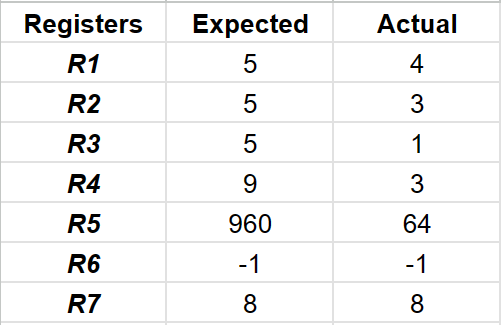 Registers Expected Actual
R1 5 4
R2 5 3
R3 5 1
R4 9 3
R5 960 64
R6 -1 -1
R7 8 8